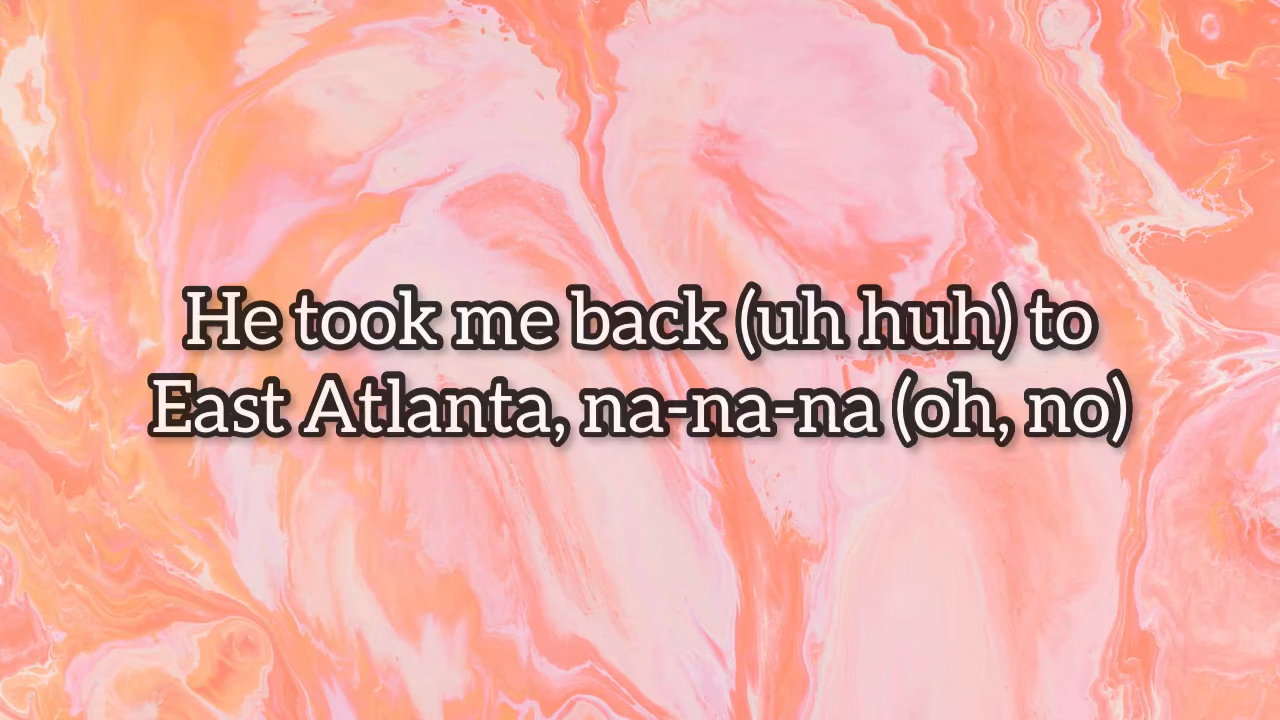 He took me back (uh huh) to
East Atlanta, na-na-na (oh, no)